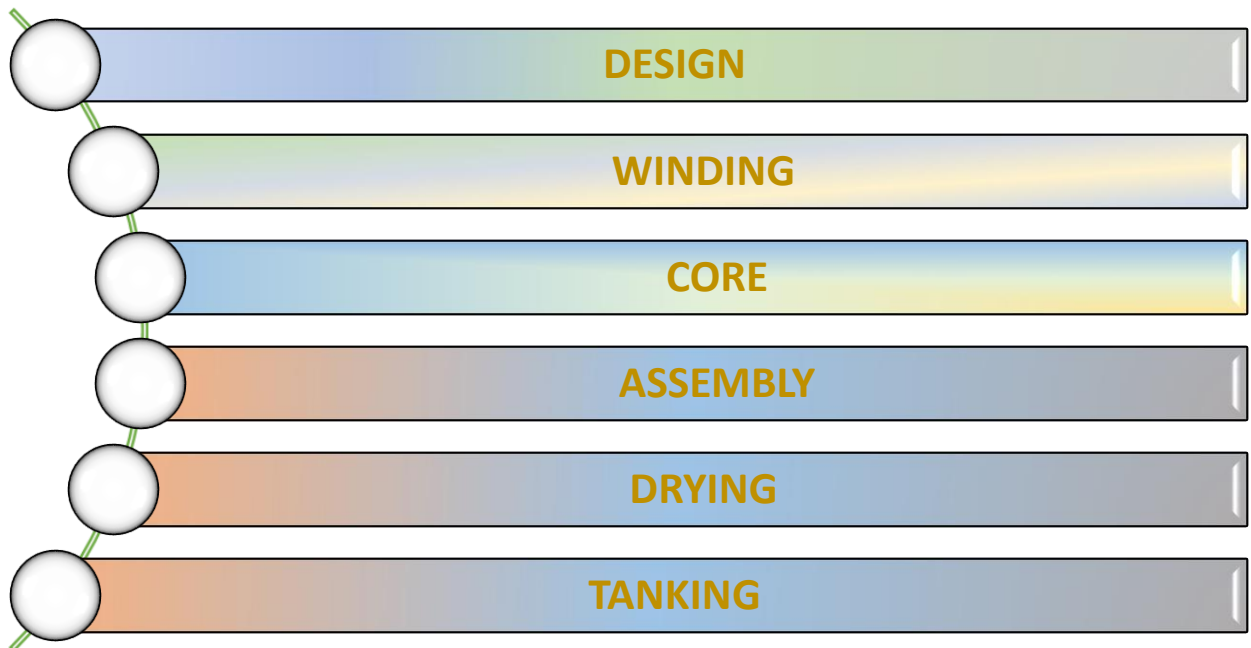 DESIGN
WINDING
CORE
ASSEMBLY
DRYING
TANKING